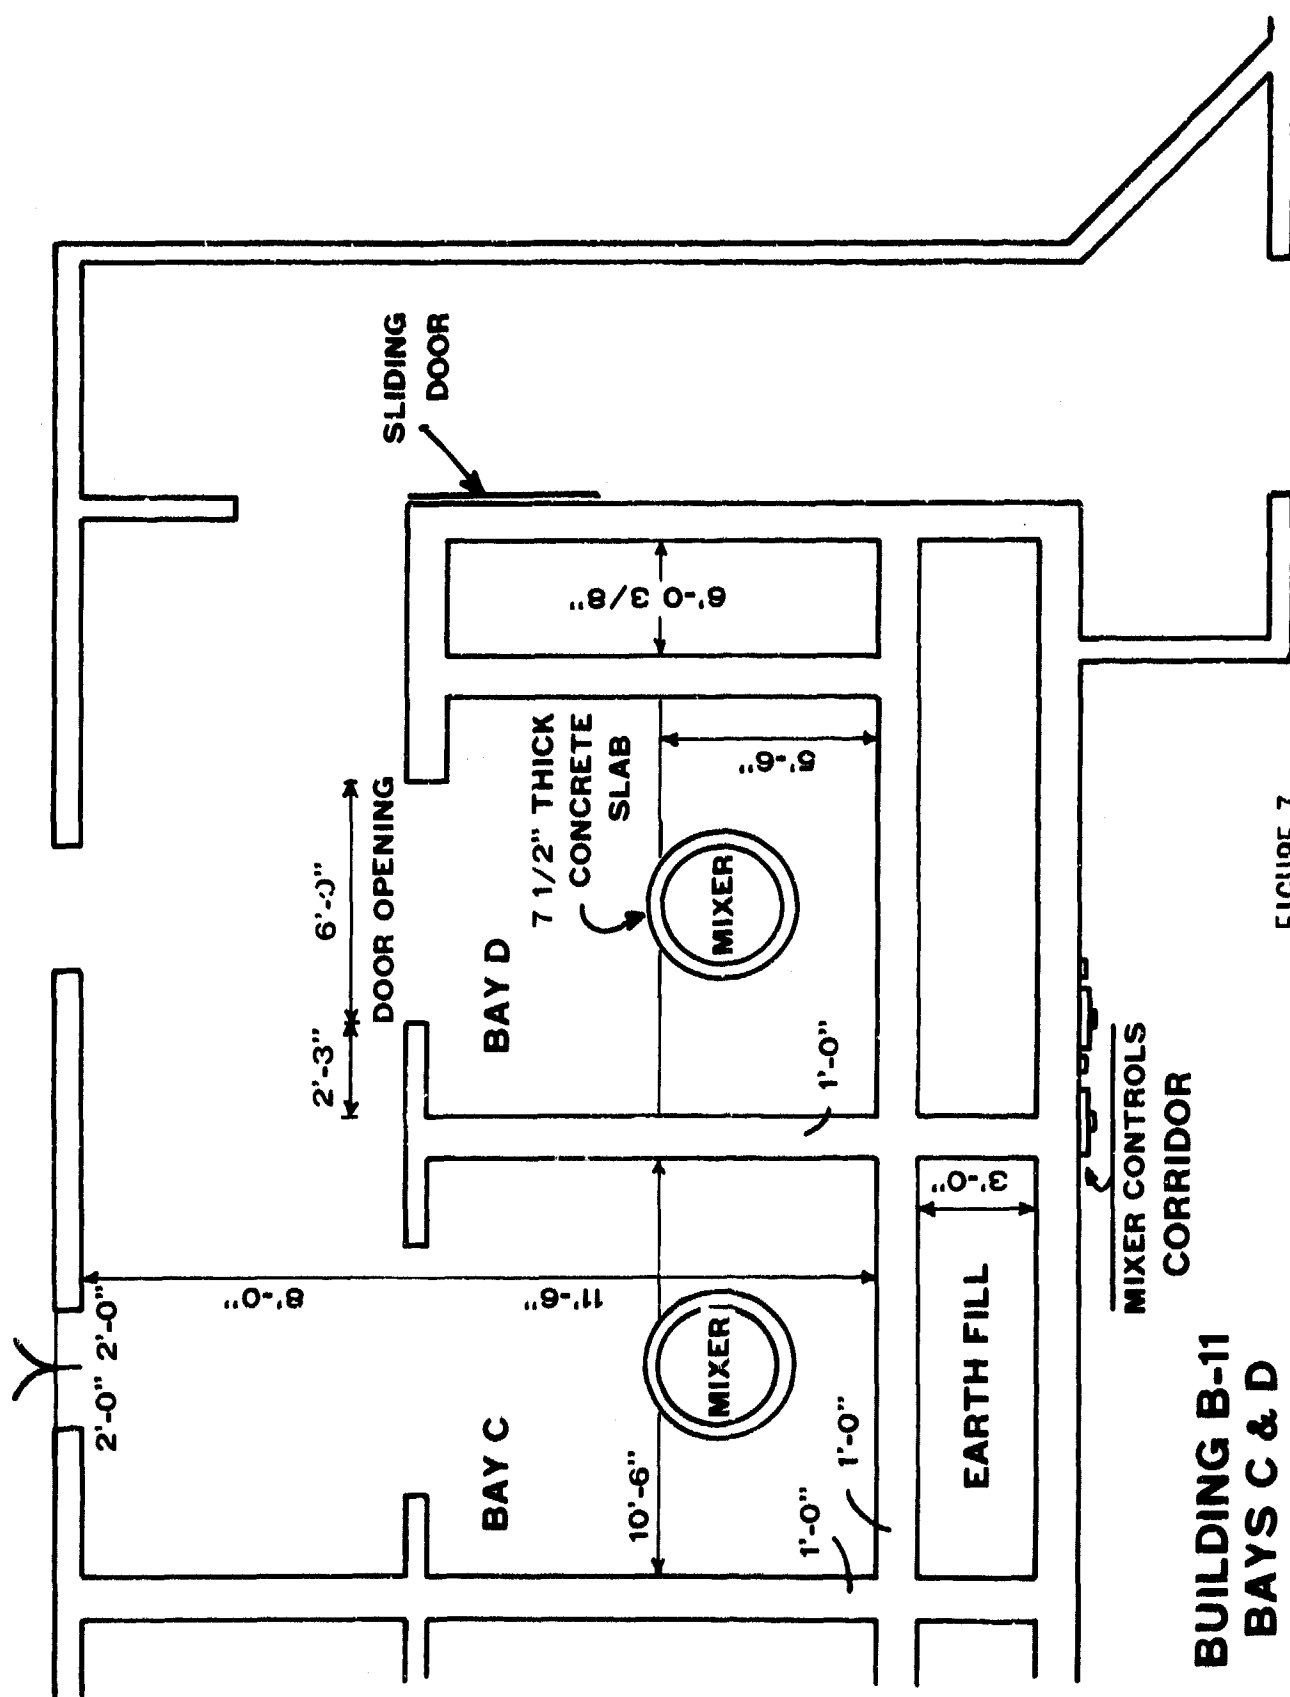 2'-0" 2'-0"
8'-0"
11'-6"
2'-3"
6'-0"
DOOR OPENING
SLIDING
DOOR
BAY C
BAY D
7 1/2" THICK
CONCRETE
SLAB
6'-0 3/8"
10'-6"
MIXER
MIXER
5'-6"
1'-0"
1'-0"
1'-0"
EARTH FILL
3'-0"
MIXER CONTROLS
CORRIDOR
BUILDING B-11
BAYS C & D
FIGURE 7